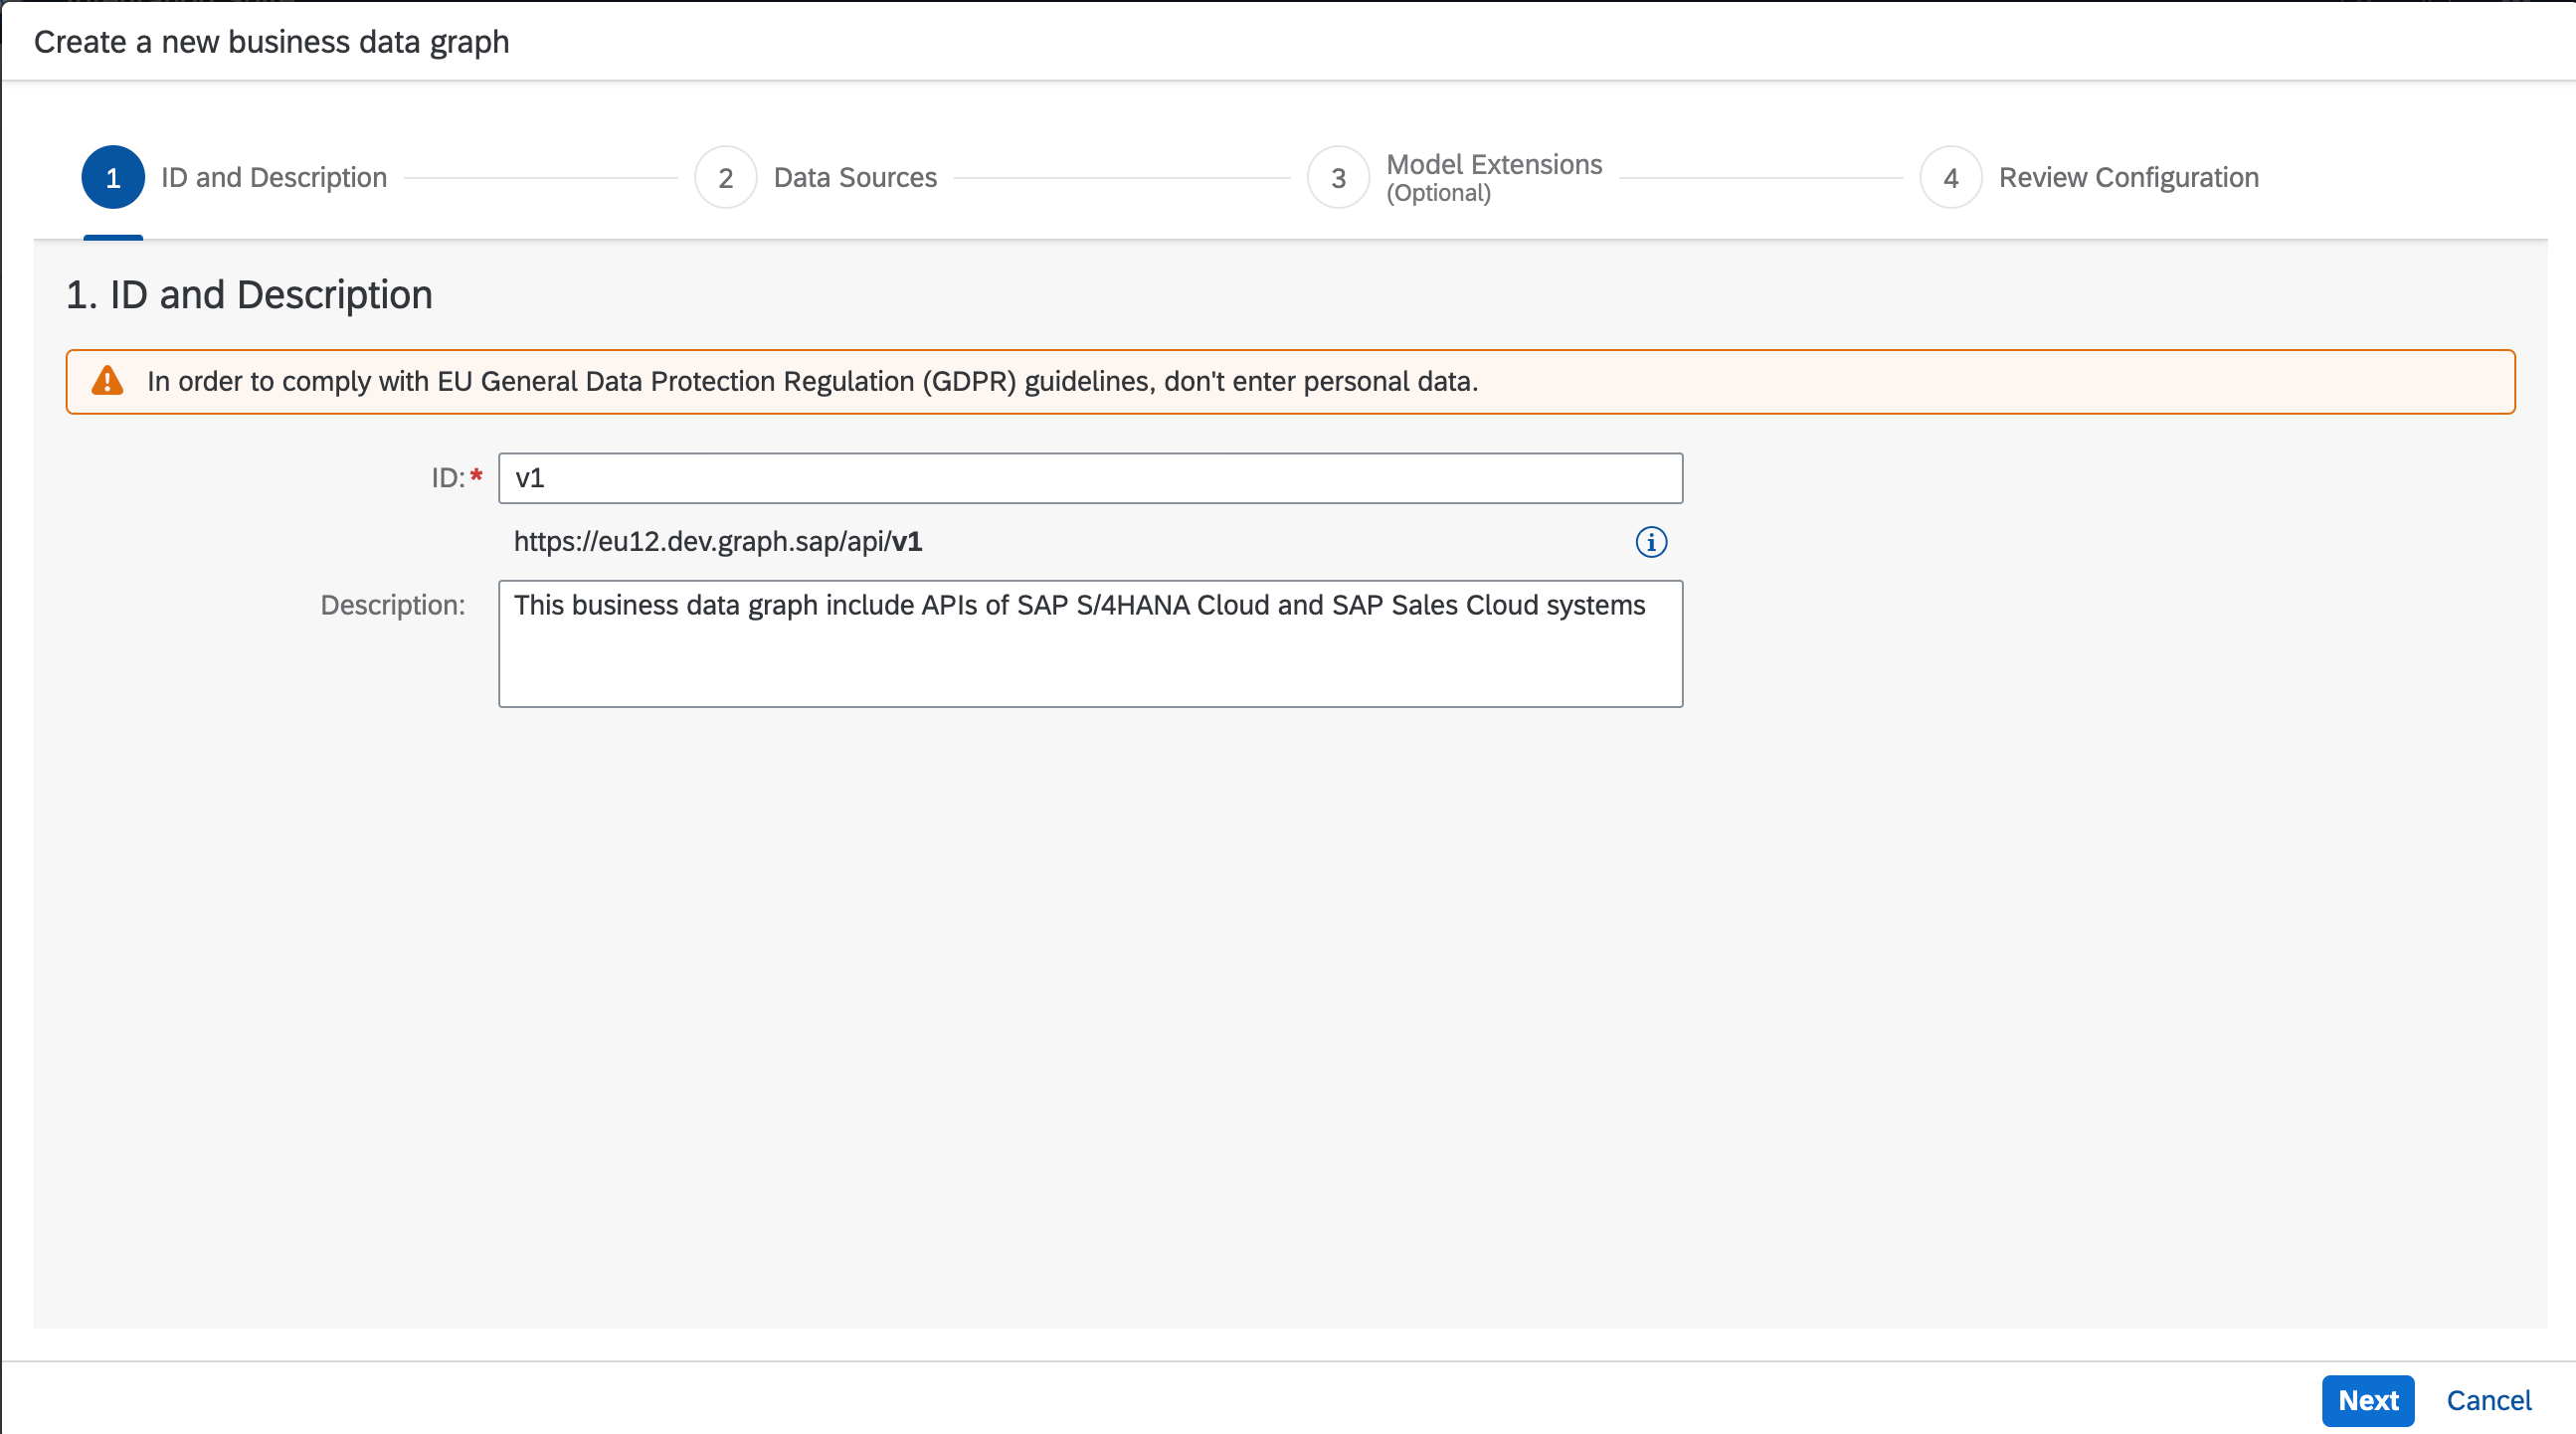 Create a new business data graph
1 ID and Description
2 Data Sources
3 Model Extensions
(Optional)
4 Review Configuration
1. ID and Description
In order to comply with EU General Data Protection Regulation (GDPR) guidelines, don't enter personal data.
ID:* v1
https://eu12.dev.graph.sap/api/v1
Description: This business data graph include APIs of SAP S/4HANA Cloud and SAP Sales Cloud systems
Next Cancel